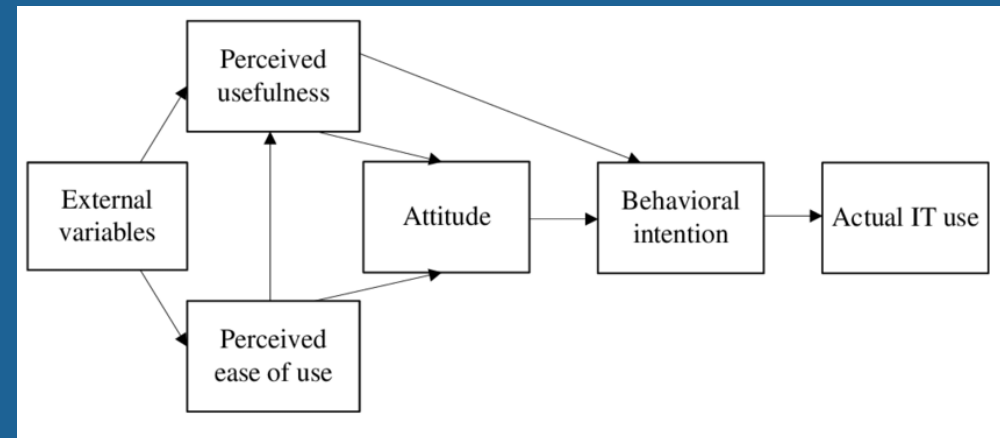 Perceived
usefulness
External
variables
Attitude
Behavioral
intention
Actual IT use
Perceived
ease of use